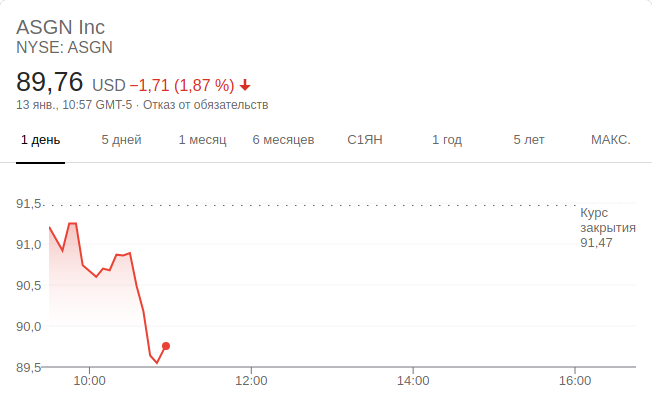 ASGN Inc
NYSE: ASGN
89,76 USD −1,71 (1,87 %)
13 янв., 10:57 GMT-5 · Отказ от обязательств
1 день 5 дней 1 месяц 6 месяцев С1ЯН 1 год 5 лет МАКС.
91,5
Курс
закрытия
91,47
91,0
90,5
90,0
89,5
10:00 12:00 14:00 16:00